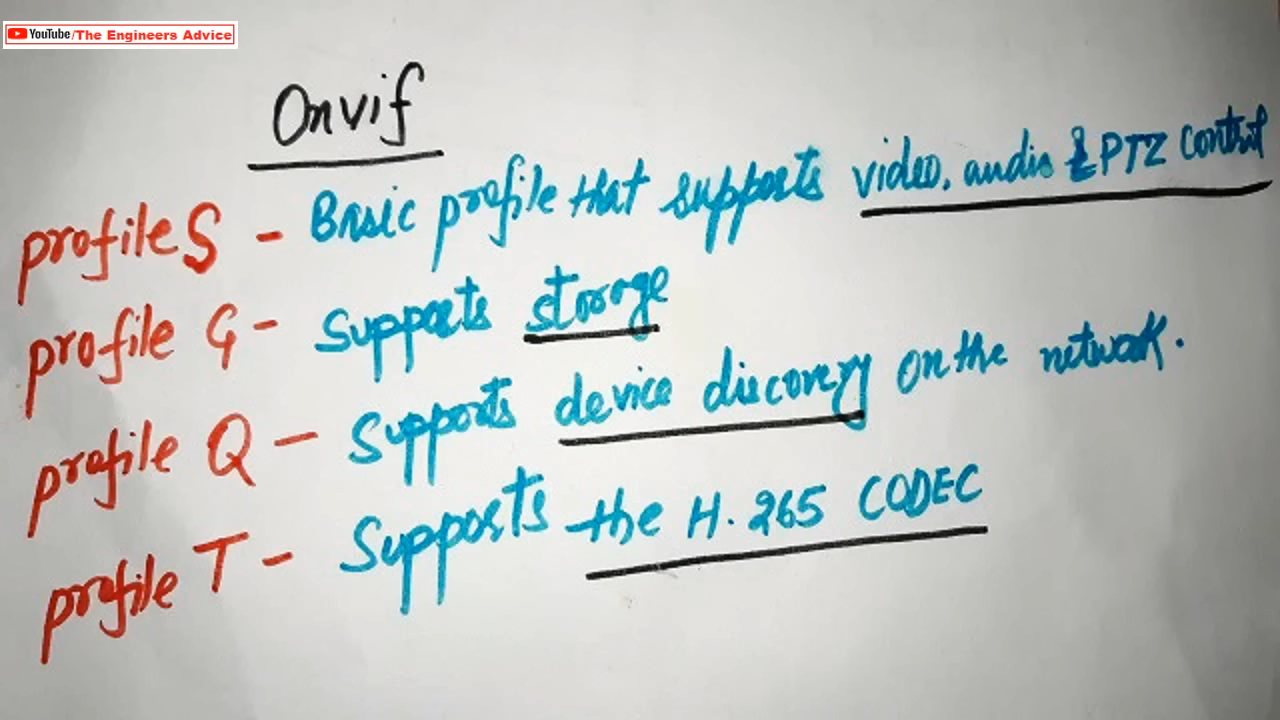 YouTube/The Engineers Advice
Onvif
profile S - Basic profile that supports video, audio & PTZ control
profile G - Supports storage
profile Q - Supports device discovery on the network.
profile T - Supports the H.265 CODEC